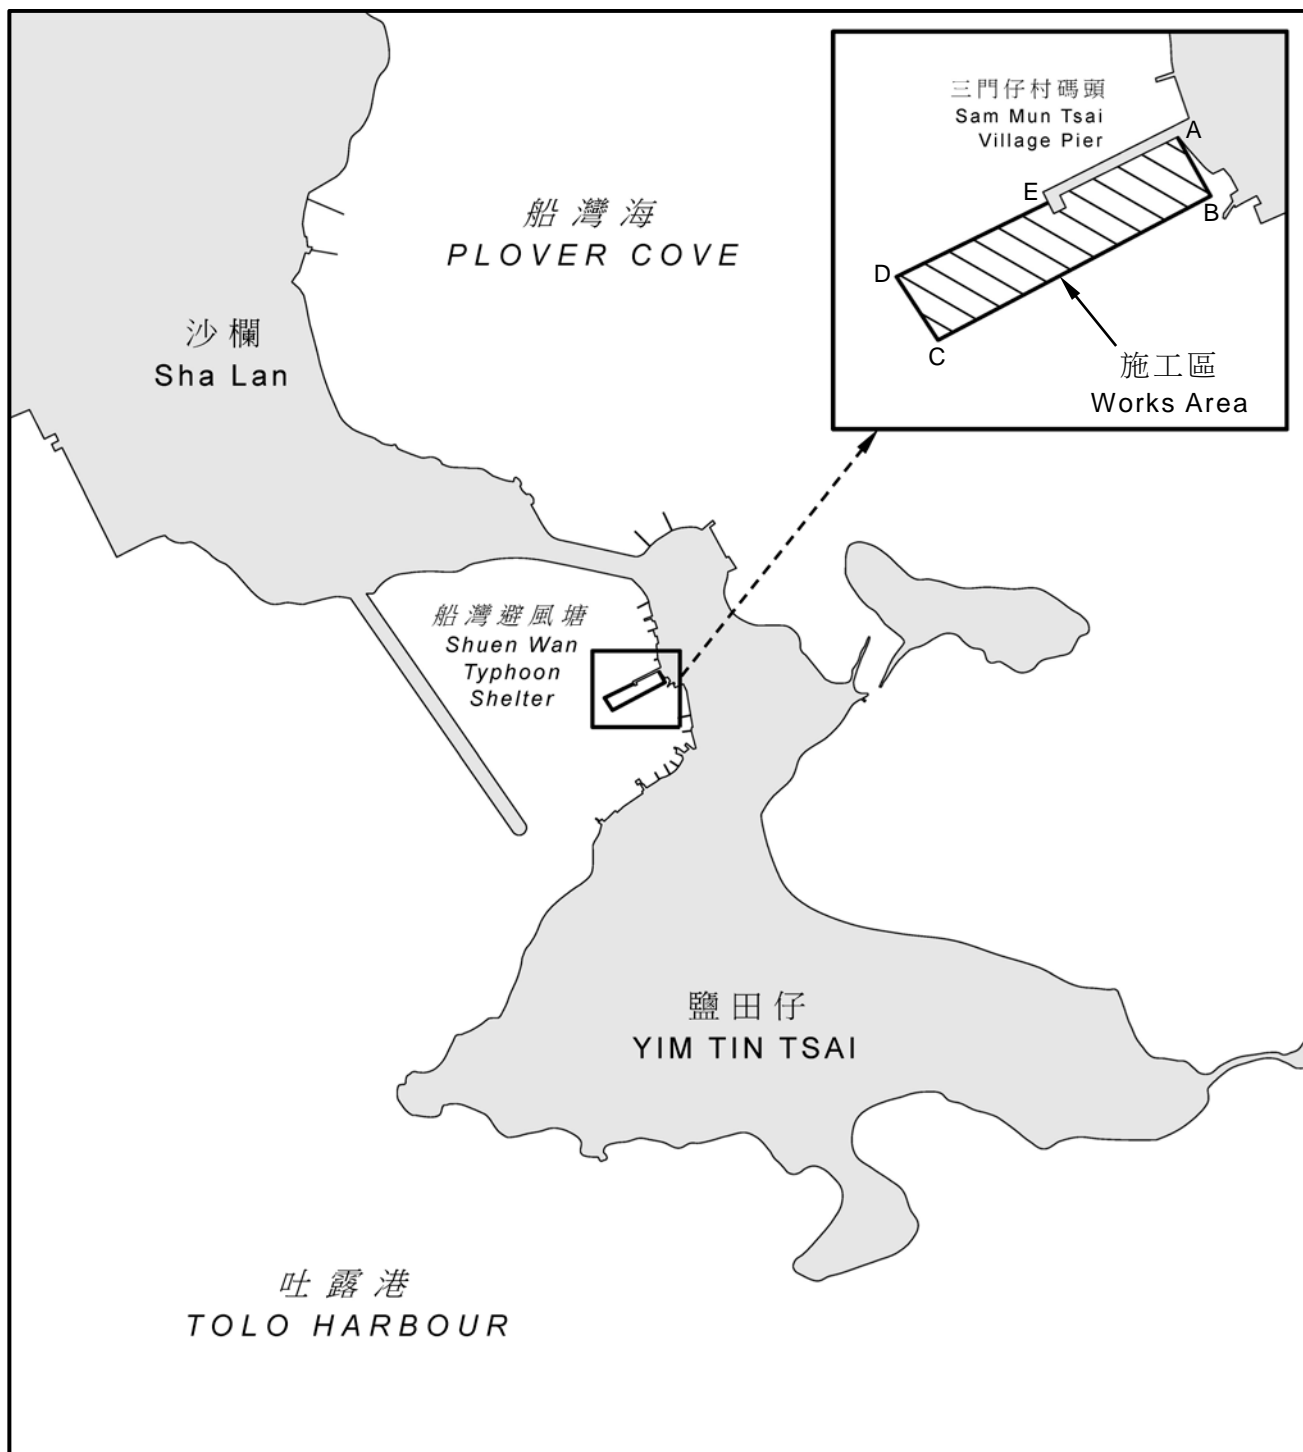 三門仔村碼頭
Sam Mun Tsai
Village Pier
A
E
B
D
C
施工區
Works Area
船灣海
PLOVER COVE
沙欄
Sha Lan
船灣避風塘
Shuen Wan
Typhoon
Shelter
鹽田仔
YIM TIN TSAI
吐露港
TOLO HARBOUR